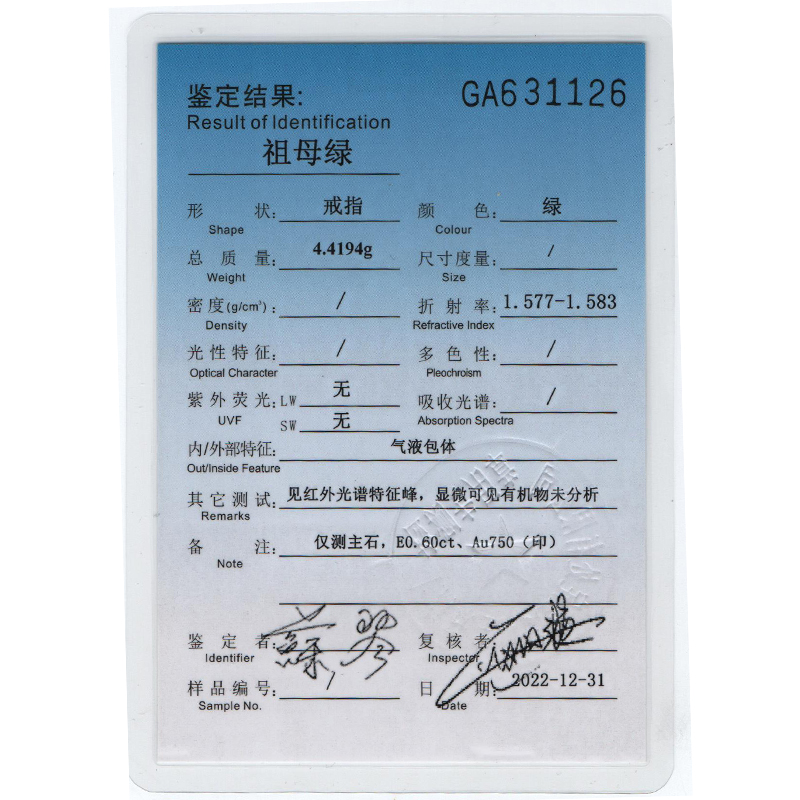 鉴定结果:
GA631126
Result of Identification
祖母绿
形 状: 戒指 颜 色: 绿
Shape Colour
总 质 量: 4.4194g 尺寸度量: /
Weight Size
密度(g/cm³): / 折 射 率: 1.577-1.583
Density Refractive Index
光性特征: / 多 色 性: /
Optical Character Pleochroism
紫外荧光: LW 无 吸收光谱: /
UVF SW 无 Absorption Spectra
内/外部特征: 气液包体
Out/Inside Feature
其它测试: 见红外光谱特征峰，显微可见有机物未分析
Remarks
备 注: 仅测主石，E0.60ct、Au750（印）
Note
鉴 定 者: 复 核 者:
Identifier Inspector
样品编号: / 日 期: 2022-12-31
Sample No. Date